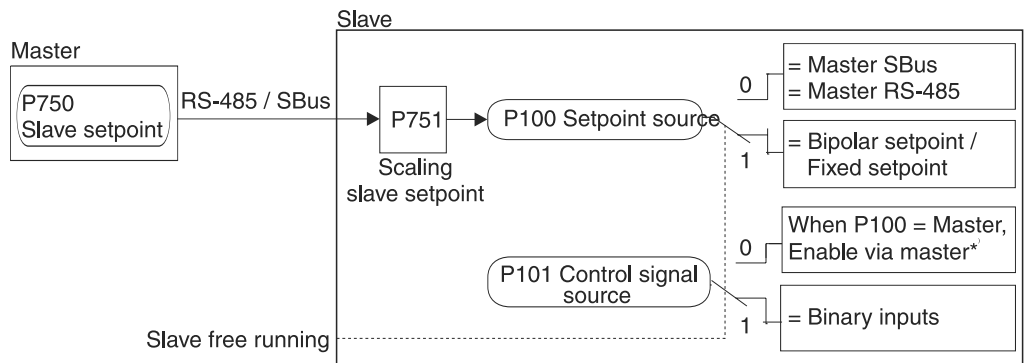 Slave
Master
P750
Slave setpoint
RS-485 / SBus
P751
Scaling
slave setpoint
P100 Setpoint source
0
= Master SBus
= Master RS-485
1
= Bipolar setpoint /
Fixed setpoint
When P100 = Master,
Enable via master*)
0
P101 Control signal
source
1
= Binary inputs
Slave free running